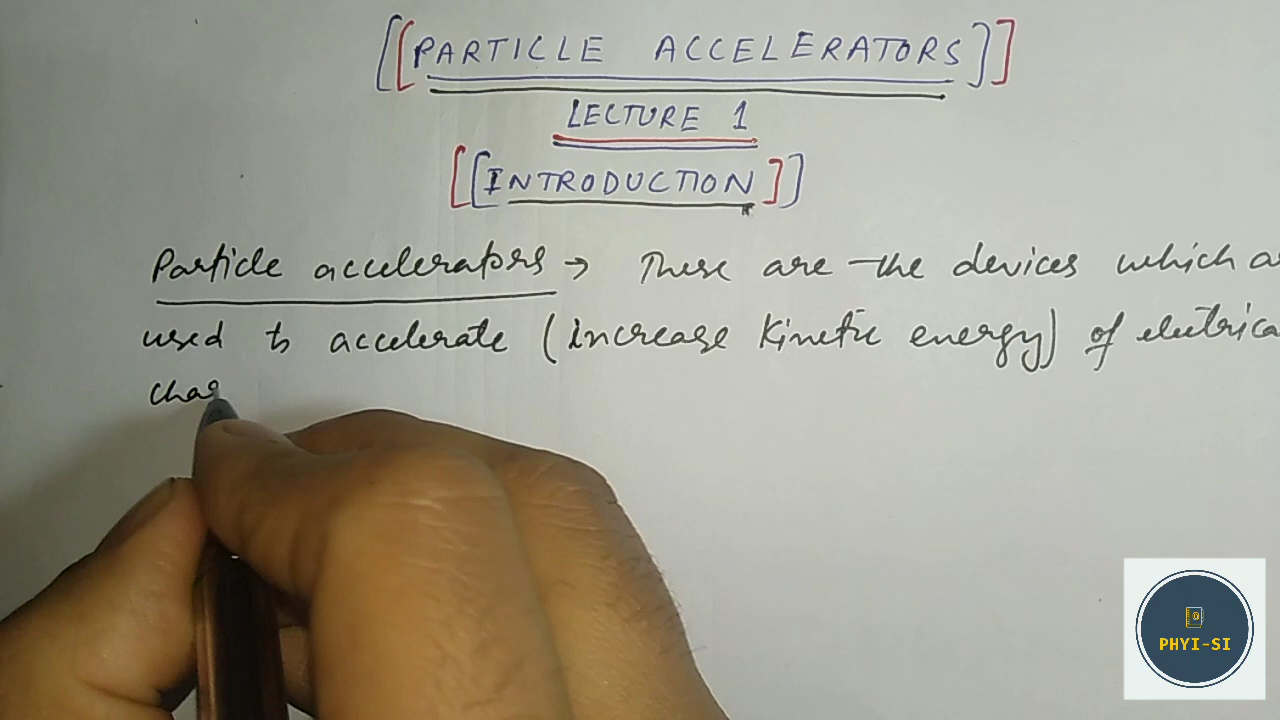 [[PARTICLE ACCELERATORS]]
LECTURE 1
[[INTRODUCTION]]
Particle accelerators → These are the devices which a
used to accelerate (increase kinetic energy) of electrica
cha
PHYI-SI